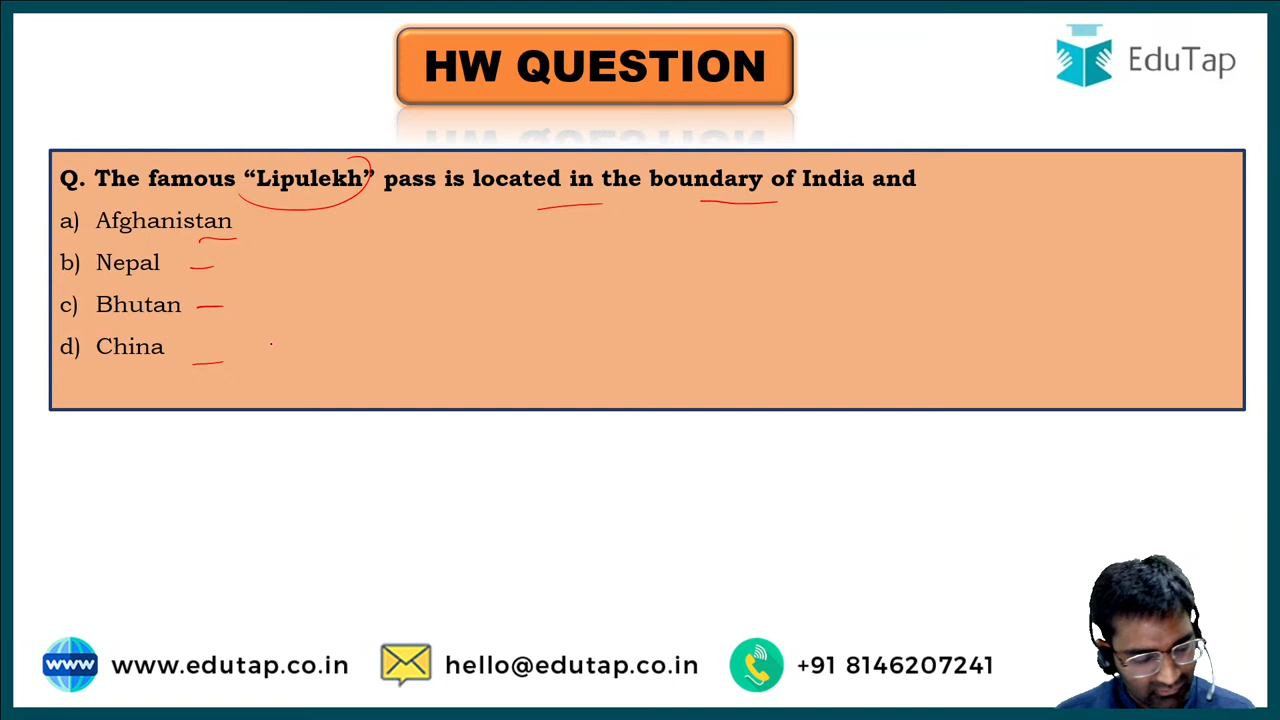 HW QUESTION
EduTap
Q. The famous “Lipulekh” pass is located in the boundary of India and
a) Afghanistan
b) Nepal
c) Bhutan
d) China
www www.edutap.co.in hello@edutap.co.in +91 8146207241